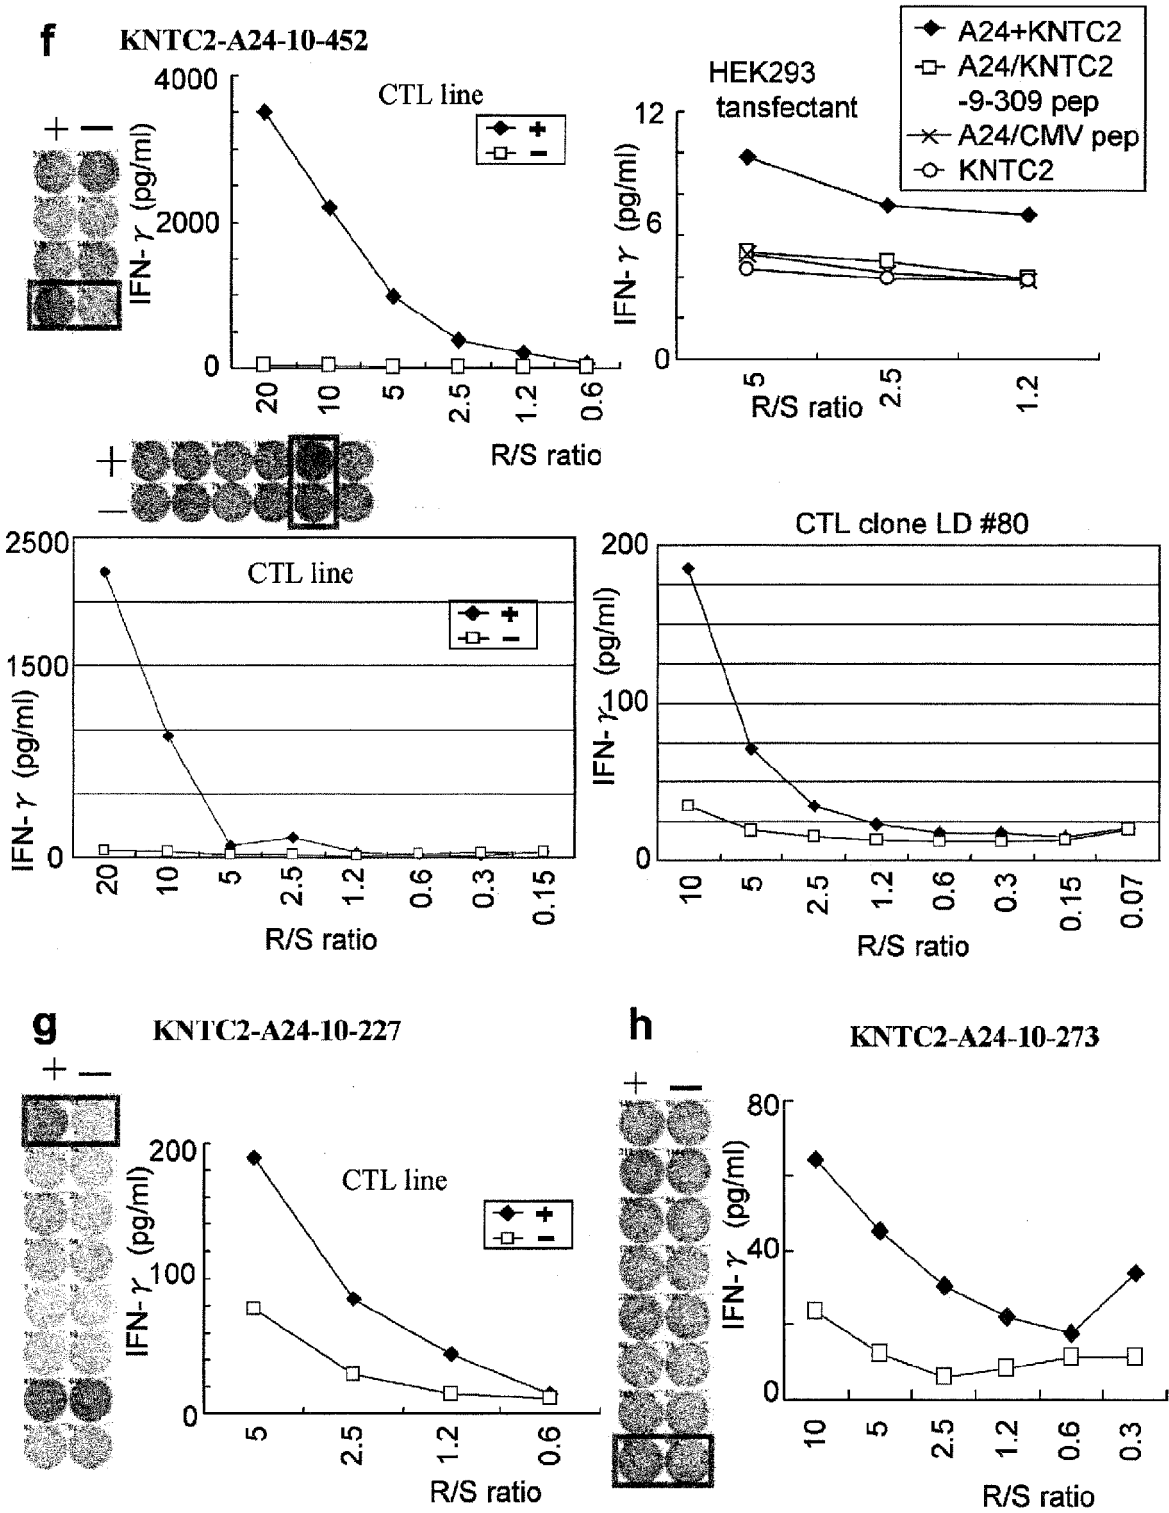 f KNTC2-A24-10-452
+ −
4000
2000
0
IFN-γ (pg/ml)
CTL line
+
−
20 10 5 2.5 1.2 0.6
R/S ratio
HEK293
tansfectant
A24+KNTC2
A24/KNTC2
-9-309 pep
A24/CMV pep
KNTC2
12
6
0
IFN-γ (pg/ml)
5 2.5 1.2
R/S ratio
+
−
2500
1500
0
IFN-γ (pg/ml)
CTL line
+
−
20 10 5 2.5 1.2 0.6 0.3 0.15
R/S ratio
CTL clone LD #80
200
100
0
IFN-γ (pg/ml)
10 5 2.5 1.2 0.6 0.3 0.15 0.07
R/S ratio
g KNTC2-A24-10-227
+ −
200
100
0
IFN-γ (pg/ml)
CTL line
+
−
5 2.5 1.2 0.6
R/S ratio
h KNTC2-A24-10-273
+ −
80
40
0
IFN-γ (pg/ml)
10 5 2.5 1.2 0.6 0.3
R/S ratio